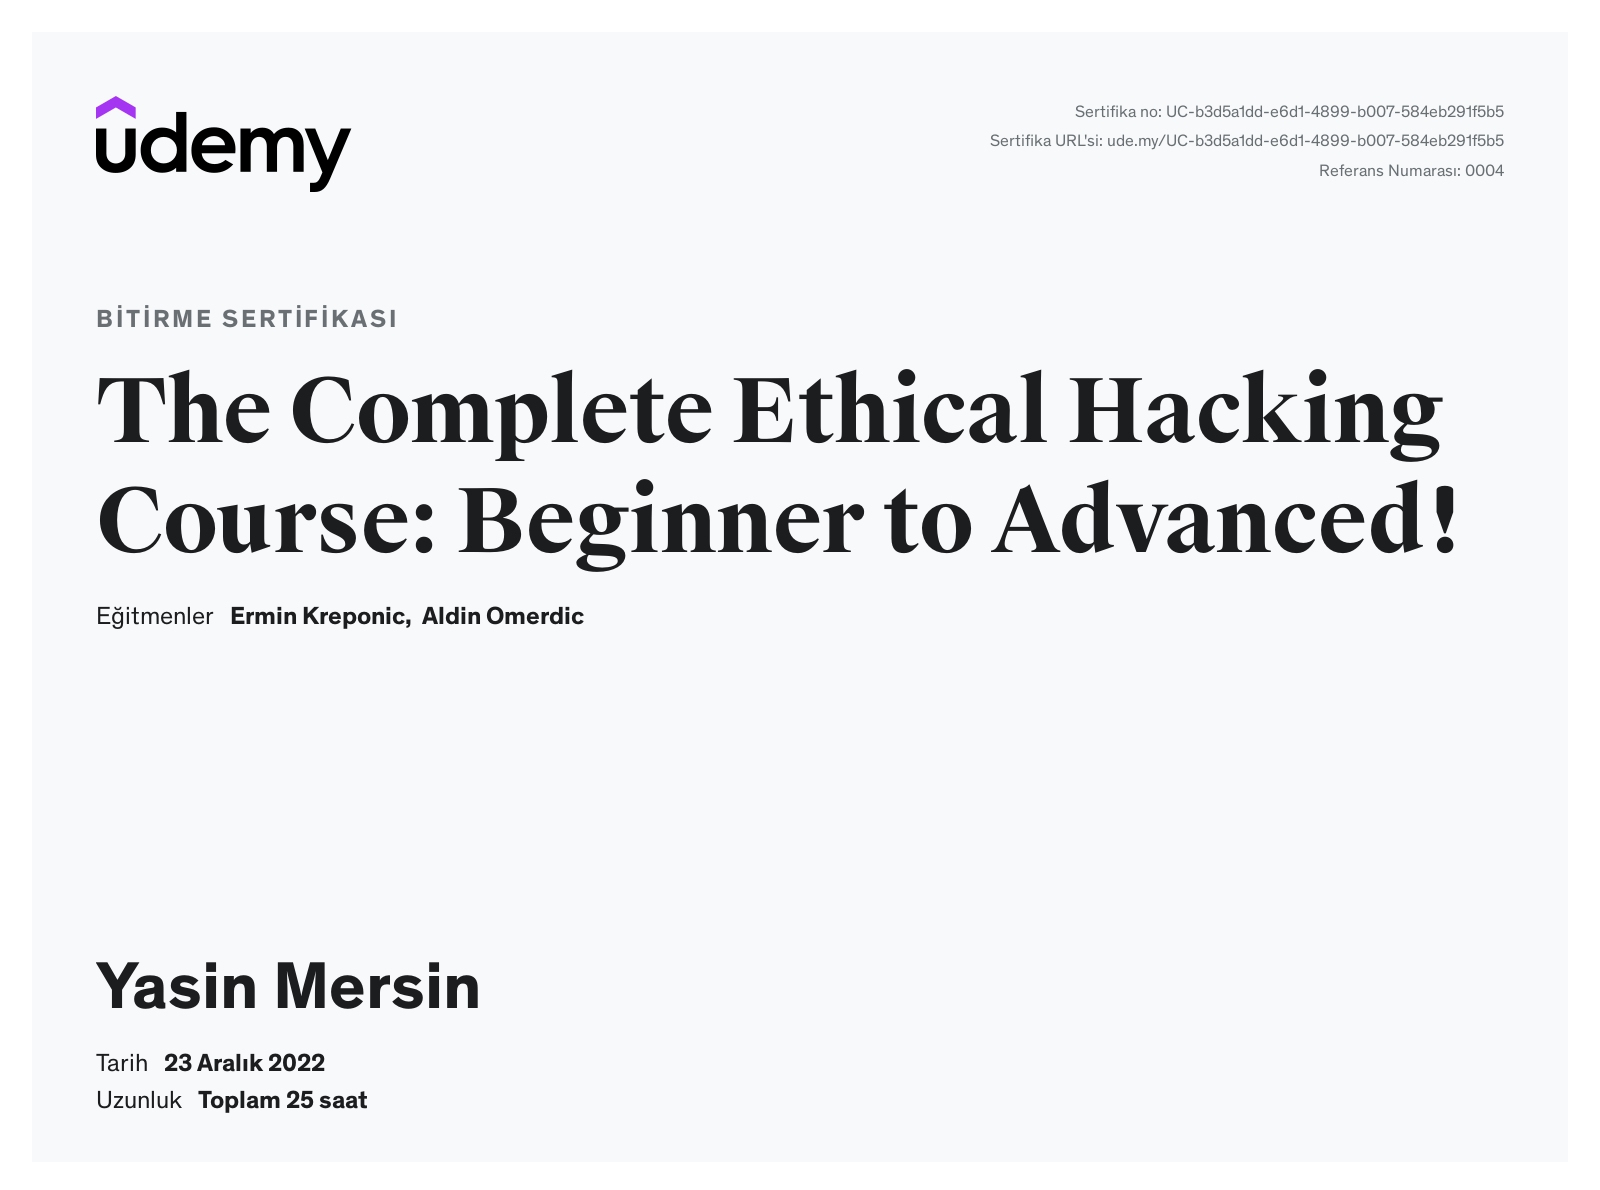 udemy
Sertifika no: UC-b3d5a1dd-e6d1-4899-b007-584eb291f5b5
Sertifika URL'si: ude.my/UC-b3d5a1dd-e6d1-4899-b007-584eb291f5b5
Referans Numarası: 0004
BİTİRME SERTİFİKASI
The Complete Ethical Hacking
Course: Beginner to Advanced!
Eğitmenler Ermin Kreponic, Aldin Omerdic
Yasin Mersin
Tarih 23 Aralık 2022
Uzunluk Toplam 25 saat